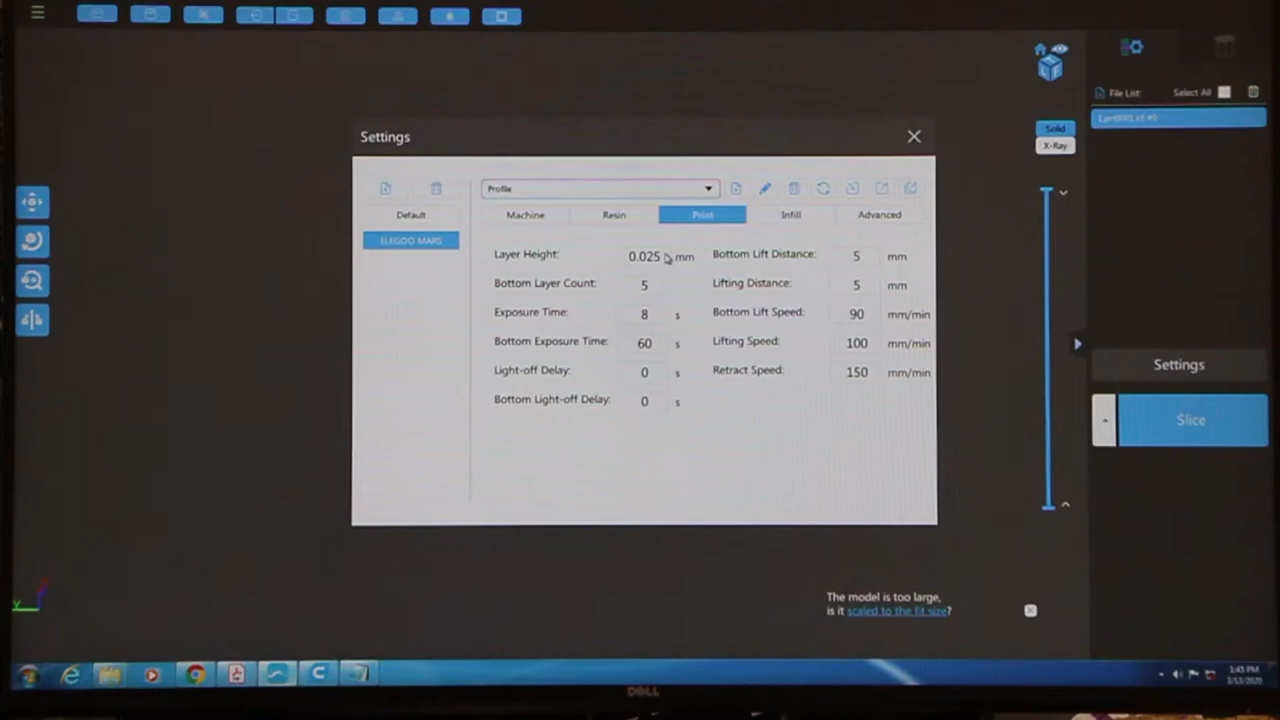 Settings
File List:
Select All
Solid
X-Ray
Profile
Default
Machine
Resin
Print
Infill
Advanced
ELEGOO MARS
Layer Height:
0.025 mm
Bottom Lift Distance:
5 mm
Bottom Layer Count:
5
Lifting Distance:
5 mm
Exposure Time:
8 s
Bottom Lift Speed:
90 mm/min
Bottom Exposure Time:
60 s
Lifting Speed:
100 mm/min
Light-off Delay:
0 s
Retract Speed:
150 mm/min
Bottom Light-off Delay:
0 s
Settings
Slice
The model is too large,
is it scaled to the fit size?
DELL